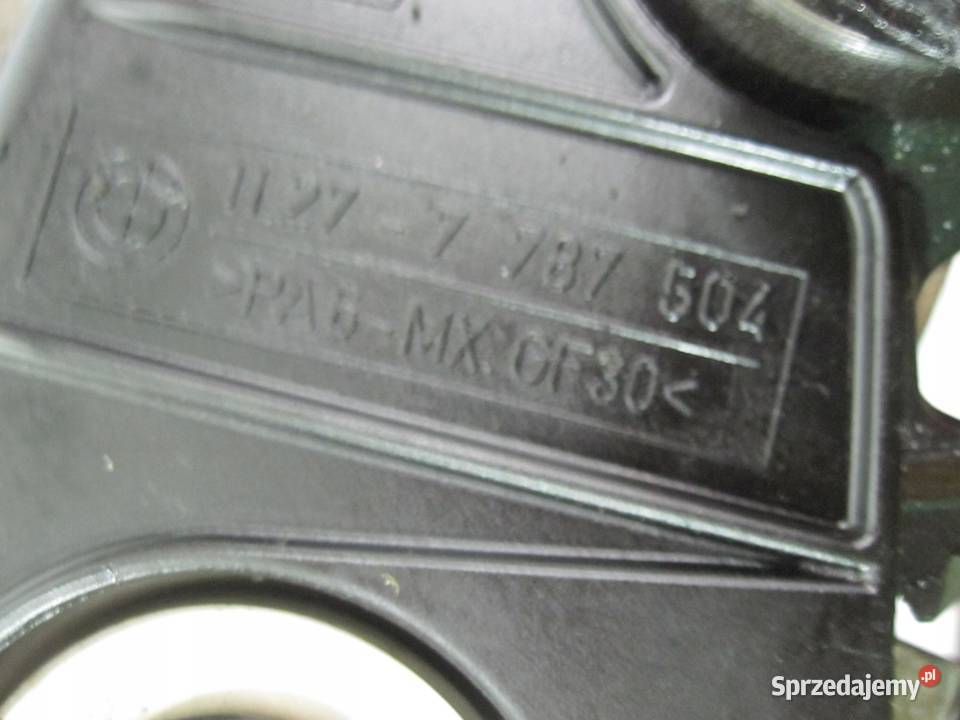 11.27 - 7 787 504
>PA6-MX.GF30<
Sprzedajemy.pl